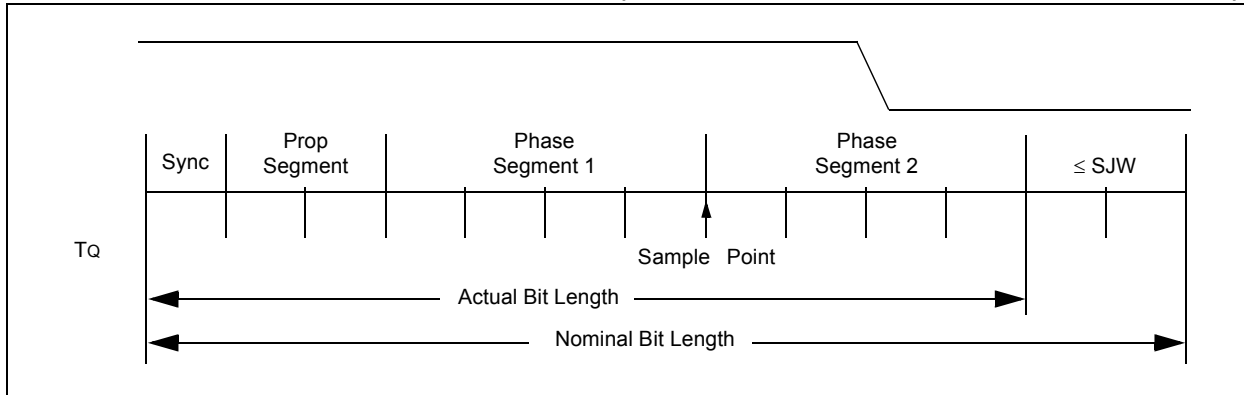 Sync
Prop
Segment
Phase
Segment 1
Phase
Segment 2
≤ SJW
TQ
Sample Point
Actual Bit Length
Nominal Bit Length